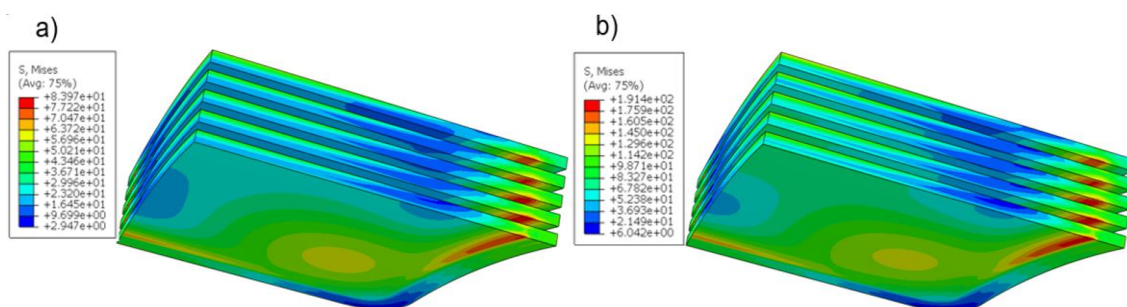 a)
S, Mises
(Avg: 75%)
+8.397e+01
+7.722e+01
+7.047e+01
+6.372e+01
+5.696e+01
+5.021e+01
+4.346e+01
+3.671e+01
+2.996e+01
+2.320e+01
+1.645e+01
+9.699e+00
+2.947e+00
b)
S, Mises
(Avg: 75%)
+1.914e+02
+1.759e+02
+1.605e+02
+1.450e+02
+1.296e+02
+1.142e+02
+9.871e+01
+8.327e+01
+6.782e+01
+5.238e+01
+3.693e+01
+2.149e+01
+6.042e+00